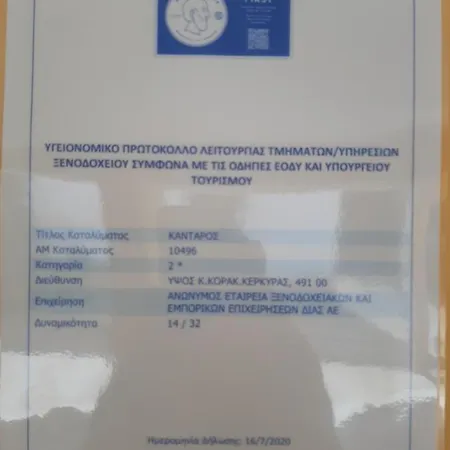 ΥΓΕΙΟΝΟΜΙΚΟ ΠΡΩΤΟΚΟΛΛΟ ΛΕΙΤΟΥΡΓΙΑΣ ΤΜΗΜΑΤΩΝ/ΥΠΗΡΕΣΙΩΝ
ΞΕΝΟΔΟΧΕΙΟΥ ΣΥΜΦΩΝΑ ΜΕ ΤΙΣ ΟΔΗΓΙΕΣ ΕΟΔΥ ΚΑΙ ΥΠΟΥΡΓΕΙΟΥ
ΤΟΥΡΙΣΜΟΥ
Τίτλος Καταλύματος ΚΑΝΤΑΡΟΣ
ΑΜ Καταλύματος 10496
Κατηγορία 2 *
Διεύθυνση ΥΨΟΣ Κ.ΚΟΡΑΚ.ΚΕΡΚΥΡΑΣ, 491 00
Επιχείρηση ΑΝΩΝΥΜΟΣ ΕΤΑΙΡΕΙΑ ΞΕΝΟΔΟΧΕΙΑΚΩΝ ΚΑΙ
ΕΜΠΟΡΙΚΩΝ ΕΠΙΧΕΙΡΗΣΕΩΝ ΔΙΑΣ ΑΕ
Δυναμικότητα 14 / 32
Ημερομηνία Δήλωσης: 16/7/2020